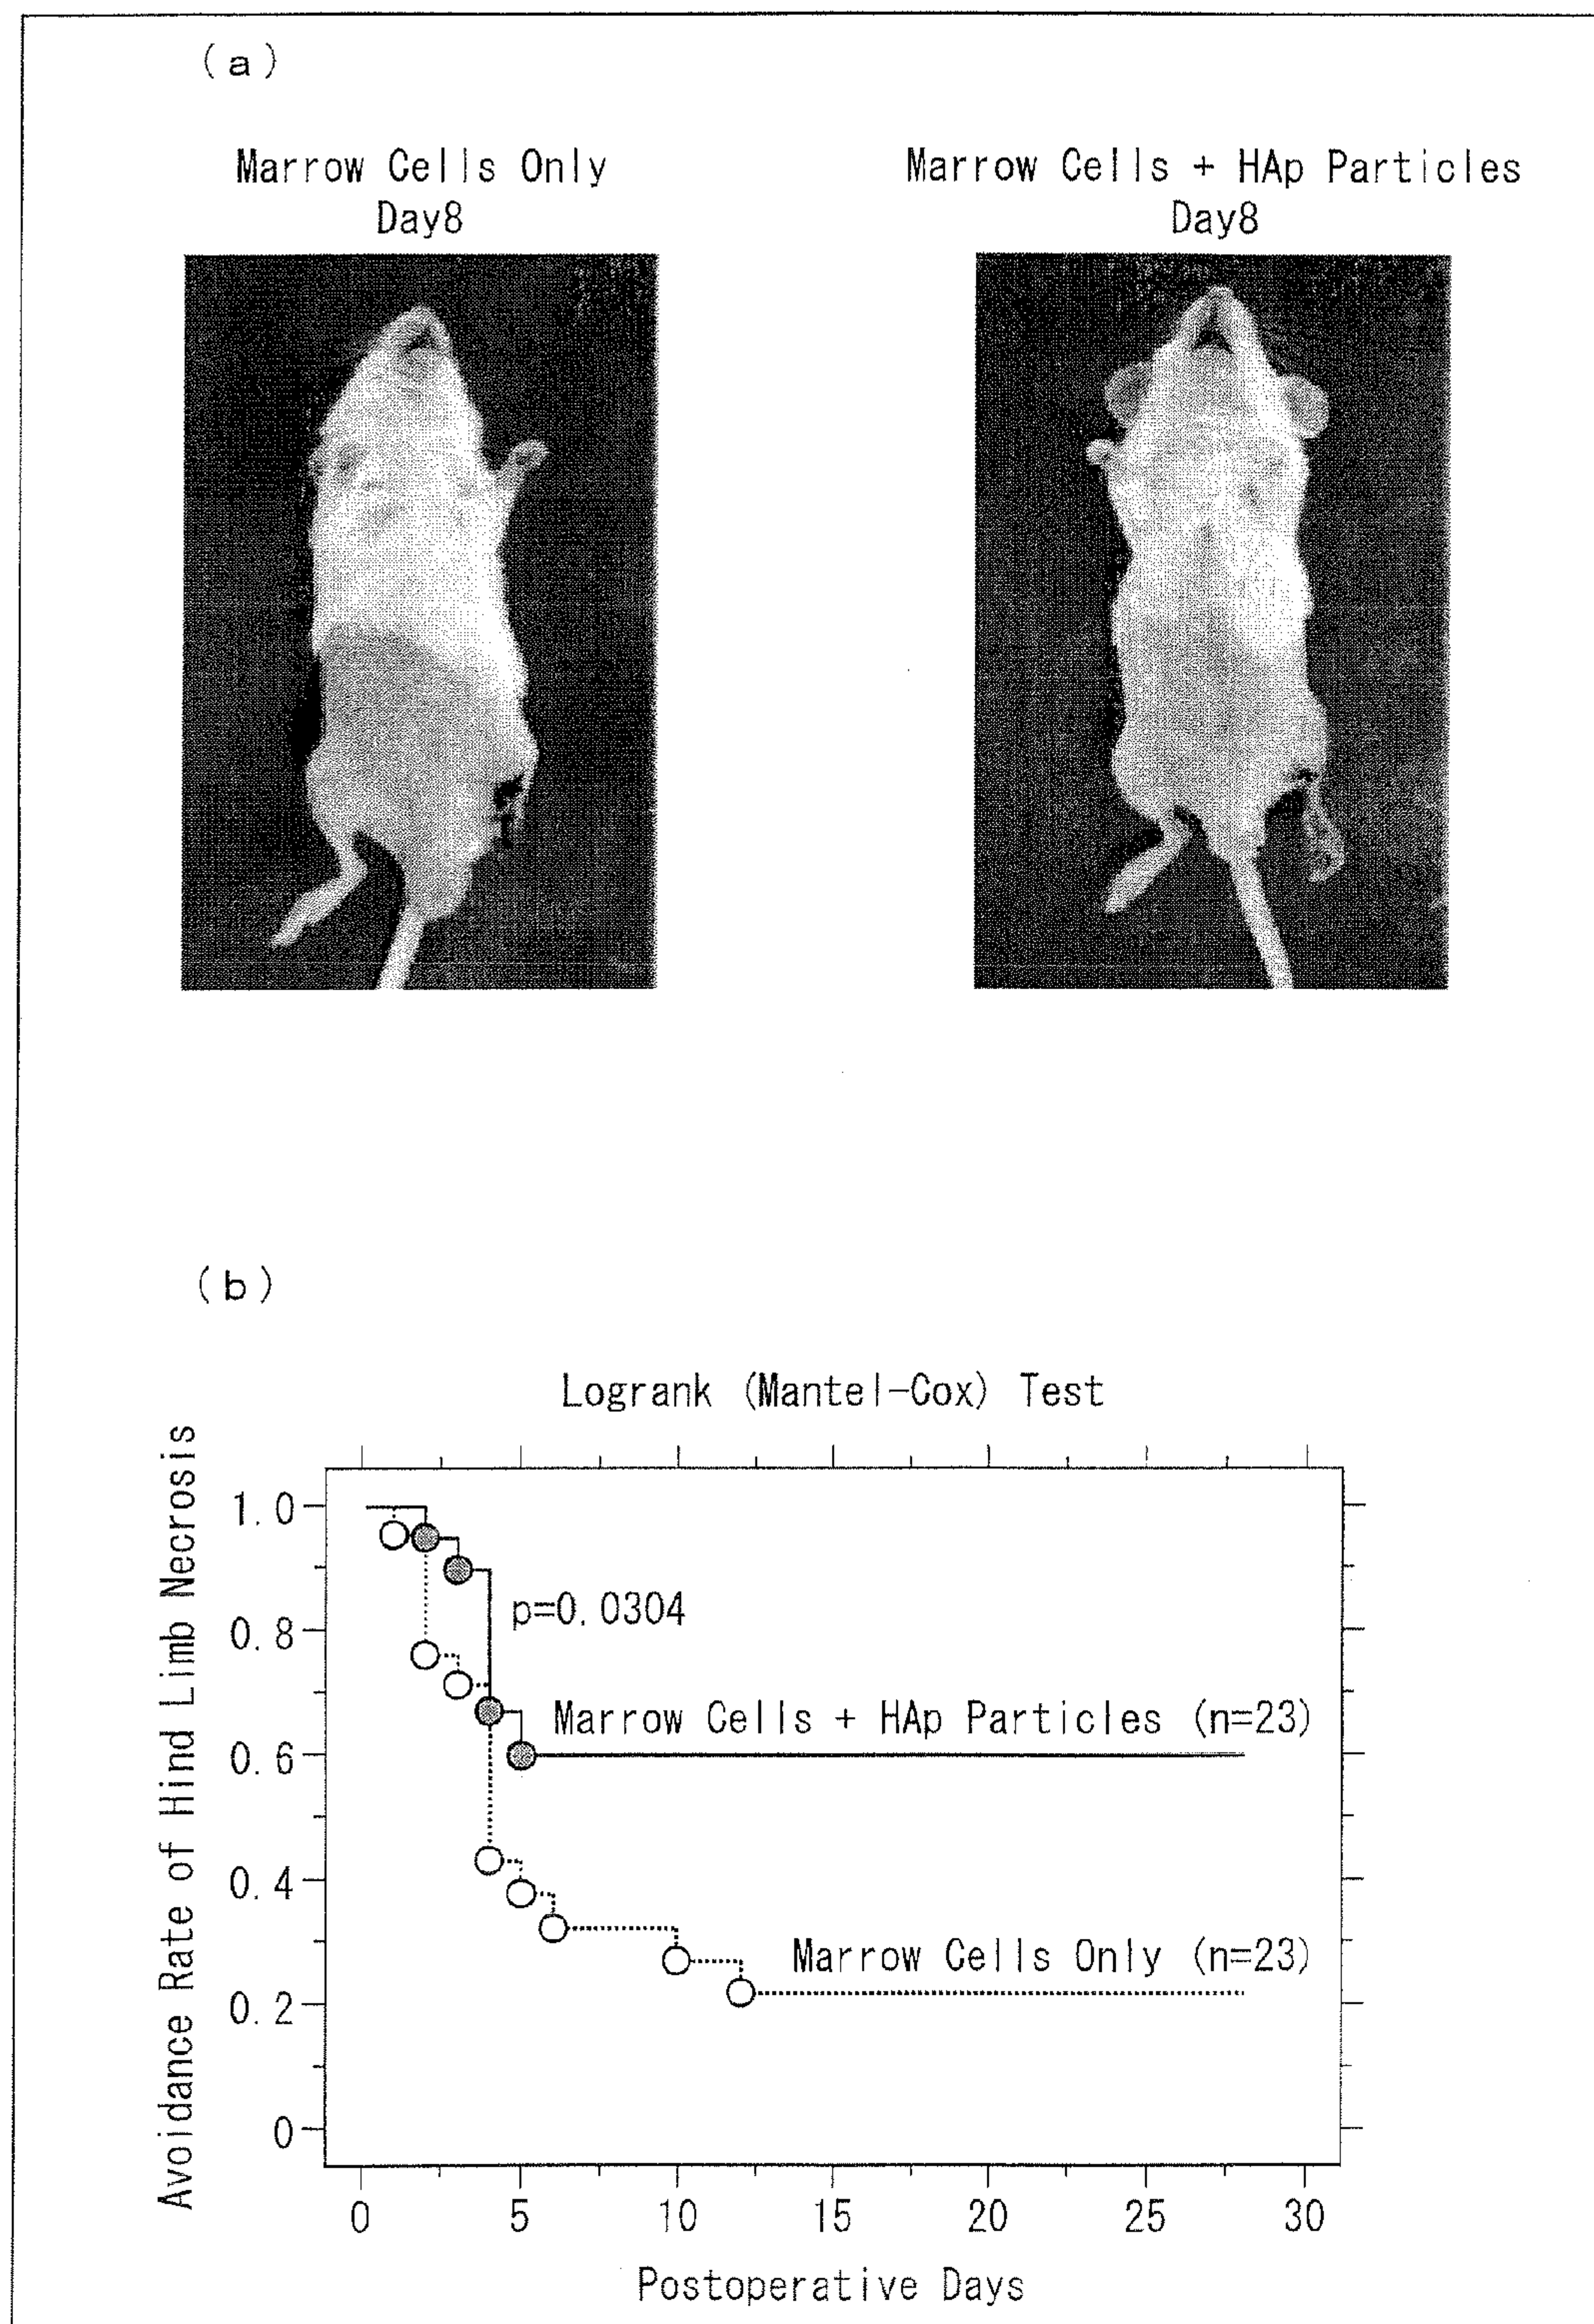 (a)
Marrow Cells Only
Day8
Marrow Cells + HAp Particles
Day8
(b)
Logrank (Mantel-Cox) Test
Avoidance Rate of Hind Limb Necrosis
1.0
0.8
0.6
0.4
0.2
0
p=0.0304
Marrow Cells + HAp Particles (n=23)
Marrow Cells Only (n=23)
0 5 10 15 20 25 30
Postoperative Days